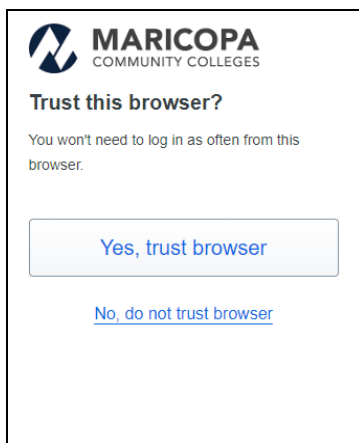 MARICOPA
COMMUNITY COLLEGES
Trust this browser?
You won't need to log in as often from this
browser.
Yes, trust browser
No, do not trust browser